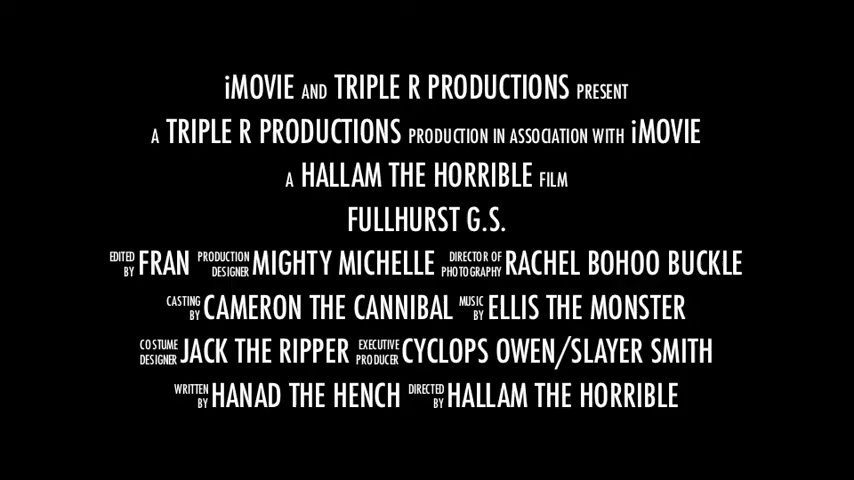 iMOVIE AND TRIPLE R PRODUCTIONS PRESENT
A TRIPLE R PRODUCTIONS PRODUCTION IN ASSOCIATION WITH iMOVIE
A HALLAM THE HORRIBLE FILM
FULLHURST G.S.
EDITED BY FRAN PRODUCTION DESIGNER MIGHTY MICHELLE DIRECTOR OF PHOTOGRAPHY RACHEL BOHOO BUCKLE
CASTING BY CAMERON THE CANNIBAL MUSIC BY ELLIS THE MONSTER
COSTUME DESIGNER JACK THE RIPPER EXECUTIVE PRODUCER CYCLOPS OWEN/SLAYER SMITH
WRITTEN BY HANAD THE HENCH DIRECTED BY HALLAM THE HORRIBLE